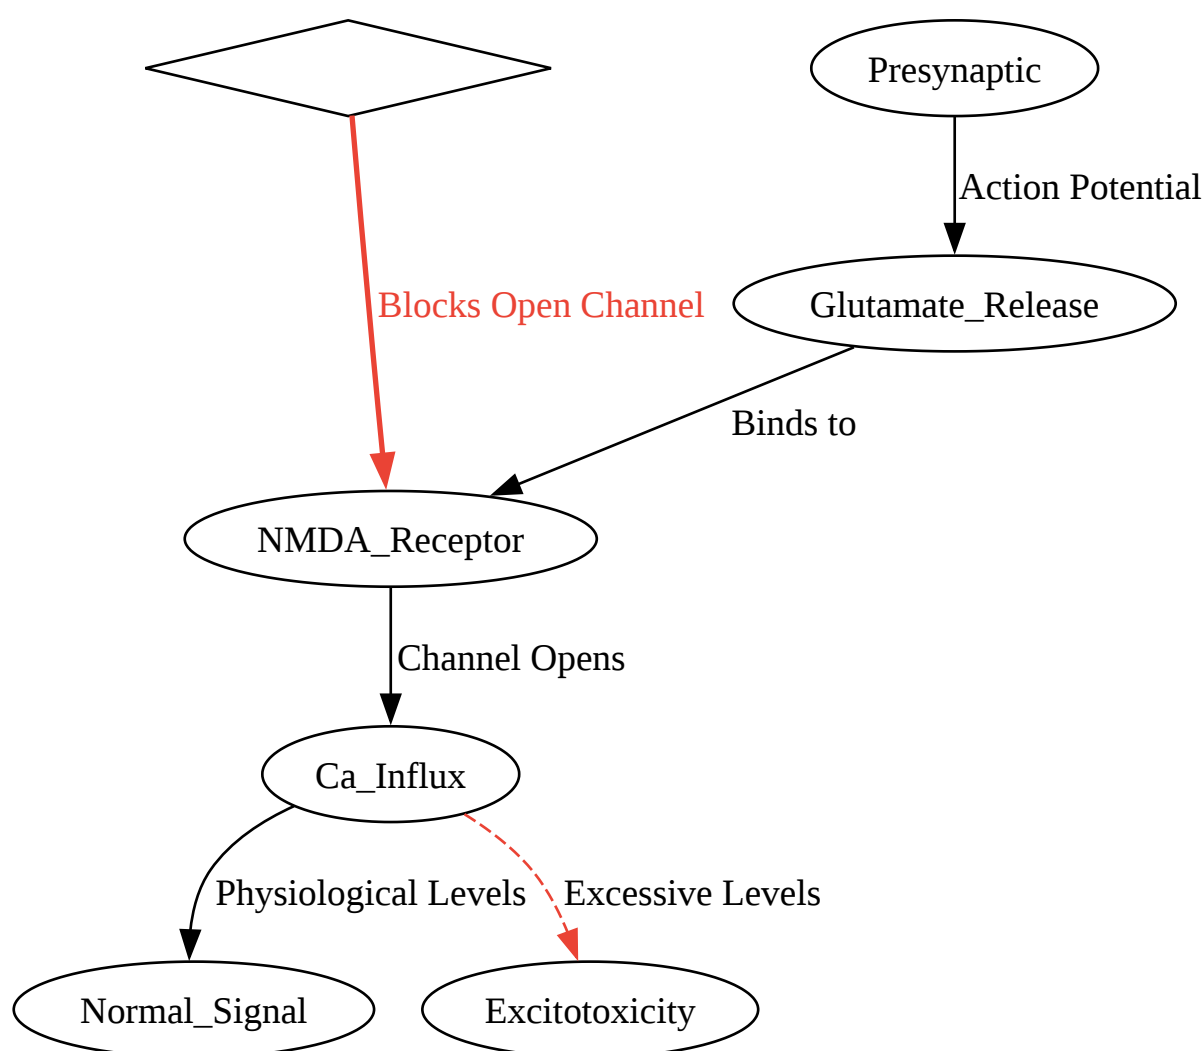 Presynaptic
Action Potential
Blocks Open Channel
Glutamate_Release
Binds to
NMDA_Receptor
Channel Opens
Ca_Influx
Physiological Levels
Excessive Levels
Normal_Signal
Excitotoxicity